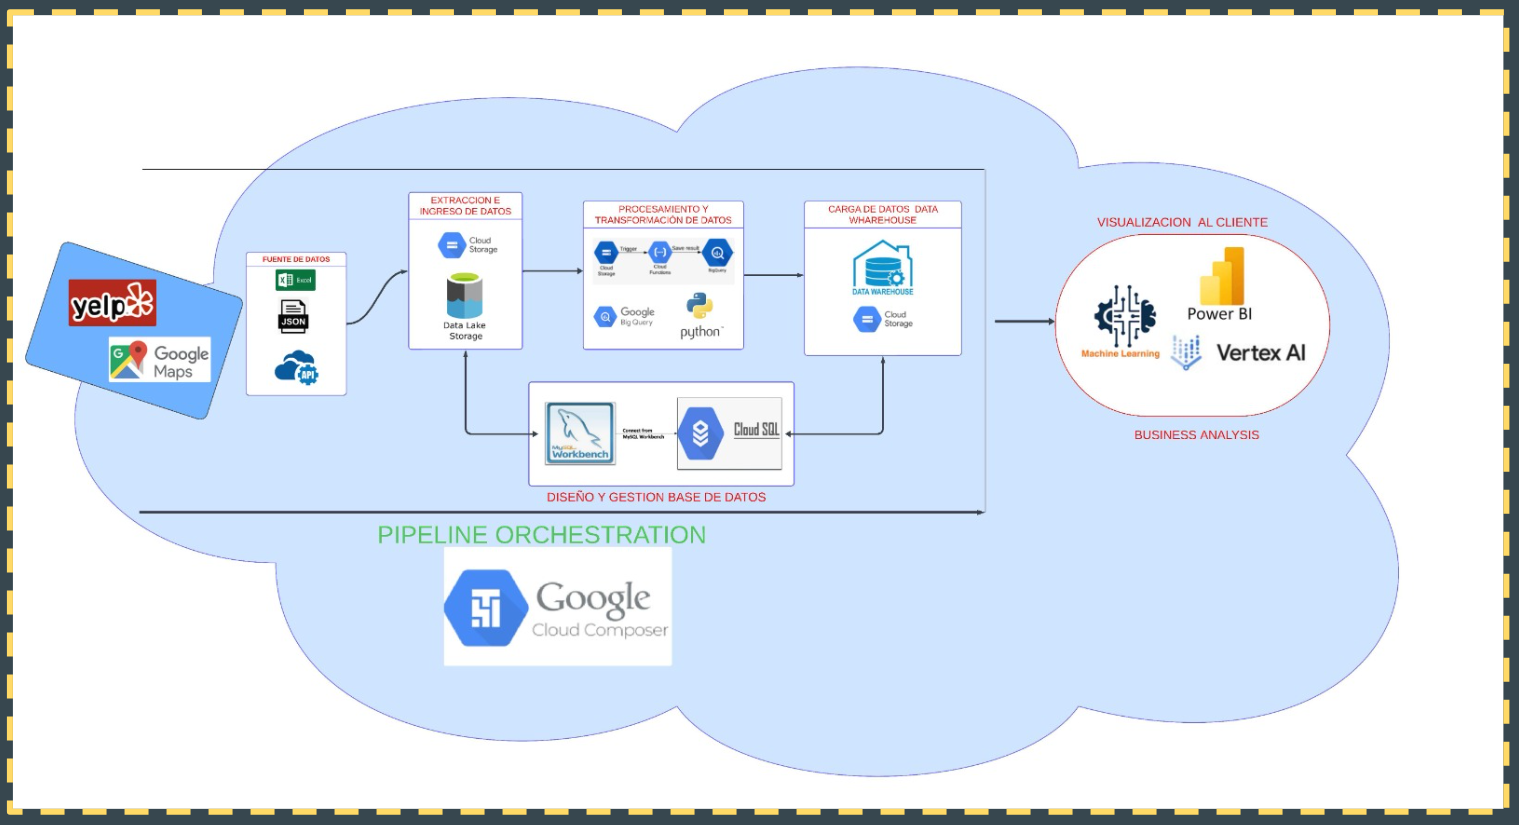 yelp
Google
Maps
FUENTE DE DATOS
Excel
JSON
API
EXTRACCION E
INGRESO DE DATOS
Cloud
Storage
Data Lake
Storage
PROCESAMIENTO Y
TRANSFORMACIÓN DE DATOS
Trigger
Save result
Cloud
Storage
Cloud
Functions
BigQuery
Google
Big Query
python
CARGA DE DATOS DATA
WHAREHOUSE
DATA WAREHOUSE
Cloud
Storage
MySQL
Workbench
Connect from
MySQL Workbench
Cloud SQL
DISEÑO Y GESTION BASE DE DATOS
PIPELINE ORCHESTRATION
Google
Cloud Composer
VISUALIZACION AL CLIENTE
Power BI
Machine Learning
Vertex AI
BUSINESS ANALYSIS